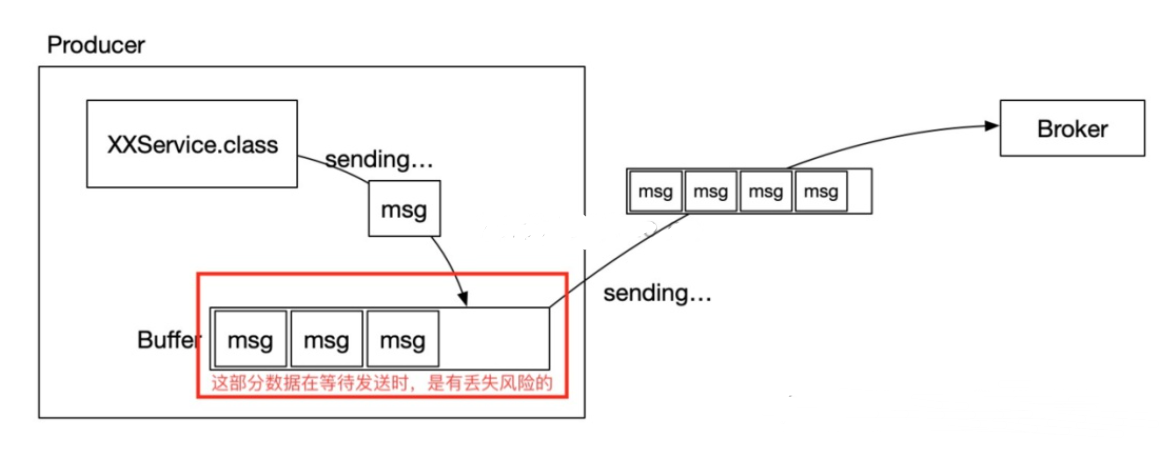 Producer
XXService.class
sending...
msg
Broker
msg msg msg msg
sending...
Buffer
msg msg msg
这部分数据在等待发送时，是有丢失风险的